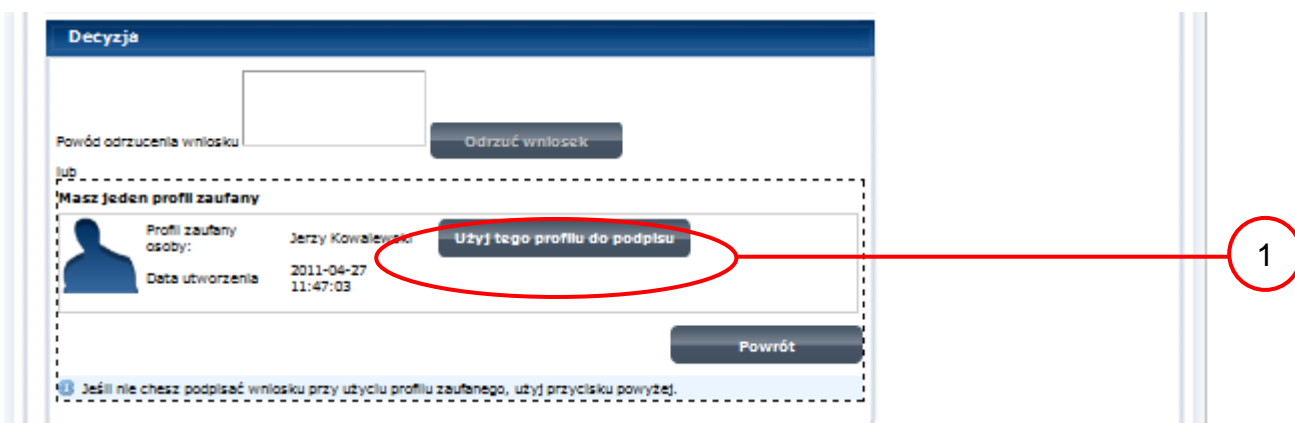 Decyzja
Powód odrzucenia wniosku
Odrzuć wniosek
lub
Masz jeden profil zaufany
Profil zaufany
osoby:
Jerzy Kowalewski
Użyj tego profilu do podpisu
1
Data utworzenia
2011-04-27
11:47:03
Powrót
Jeśli nie chesz podpisać wniosku przy użyciu profilu zaufanego, użyj przycisku powyżej.